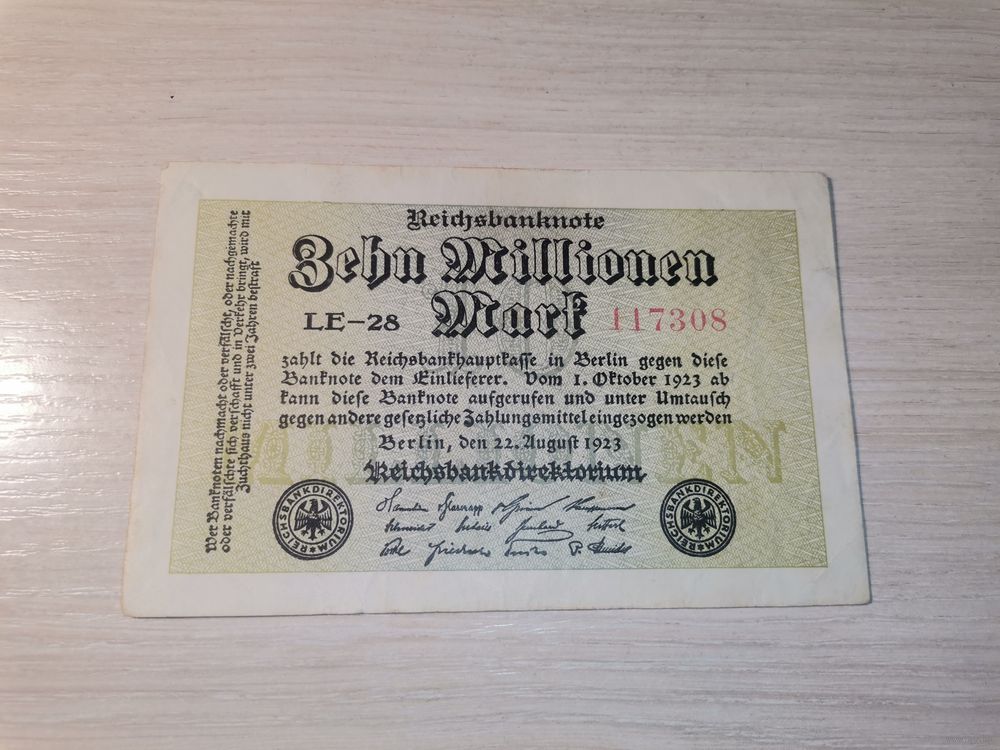 Reichsbanknote
Zehn Millionen
Mark
LE-28
117308
zahlt die Reichsbankhauptkasse in Berlin gegen diese
Banknote dem Einlieferer. Vom 1. Oktober 1923 ab
kann diese Banknote aufgerufen und unter Umtausch
gegen andere gesetzliche Zahlungsmittel eingezogen werden
Berlin, den 22. August 1923
Reichsbankdirektorium
REICHSBANKDIREKTORIUM
REICHSBANKDIREKTORIUM
Wer Banknoten nachmacht oder verfälscht, oder nachgemachte
oder verfälschte sich verschafft und in Verkehr bringt, wird mit
Zuchthaus nicht unter zwei Jahren bestraft